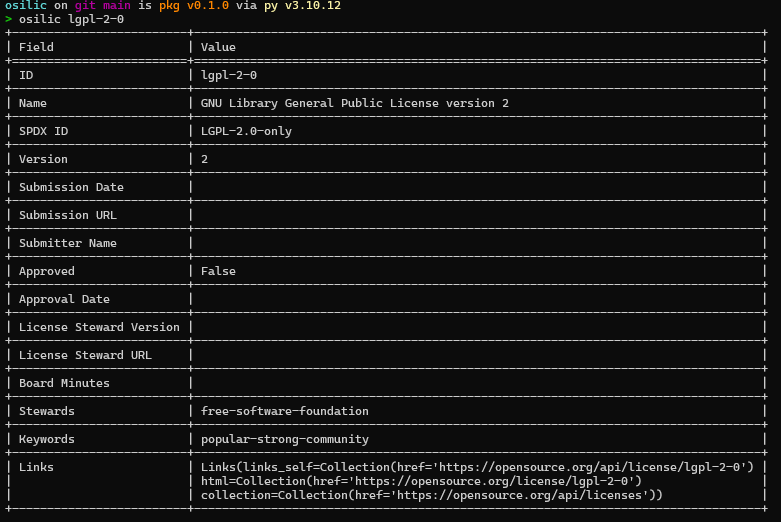 osilic on git main is pkg v0.1.0 via py v3.10.12
> osilic lgpl-2-0
Field | Value
ID | lgpl-2-0
Name | GNU Library General Public License version 2
SPDX ID | LGPL-2.0-only
Version | 2
Submission Date |
Submission URL |
Submitter Name |
Approved | False
Approval Date |
License Steward Version |
License Steward URL |
Board Minutes |
Stewards | free-software-foundation
Keywords | popular-strong-community
Links | Links(links_self=Collection(href='https://opensource.org/api/license/lgpl-2-0')
| html=Collection(href='https://opensource.org/license/lgpl-2-0')
| collection=Collection(href='https://opensource.org/api/licenses'))